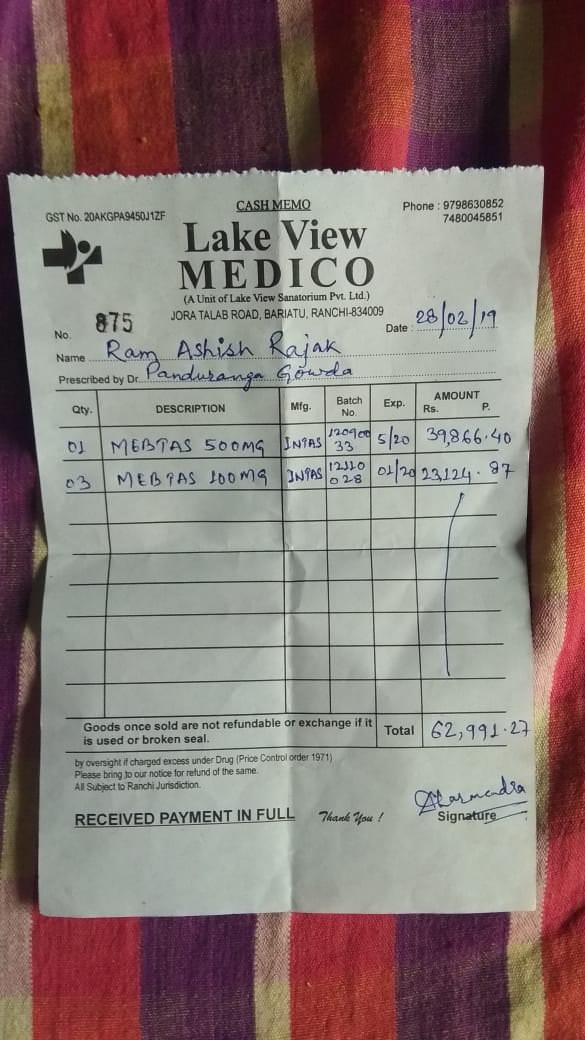 CASH MEMO
GST No. 20AKGPA9450J1ZF
Phone : 9798630852
7480045851
Lake View
MEDICO
(A Unit of Lake View Sanatorium Pvt. Ltd.)
JORA TALAB ROAD, BARIATU, RANCHI-834009
No. 875
Date : 28/02/19
Name Ram Ashish Rajak
Prescribed by Dr. Panduranga Gowda
Qty. DESCRIPTION Mfg. Batch No. Exp. AMOUNT Rs. P.
01 MEBTAS 500MG INTAS 12090033 5/20 39,866.40
03 MEBTAS 100MG INTAS 12110028 01/20 23,124.87
Goods once sold are not refundable or exchange if it
is used or broken seal.
Total 62,991.27
by oversight if charged excess under Drug (Price Control order 1971)
Please bring to our notice for refund of the same.
All Subject to Ranchi Jurisdiction.
Dharmendra
RECEIVED PAYMENT IN FULL Thank You ! Signature